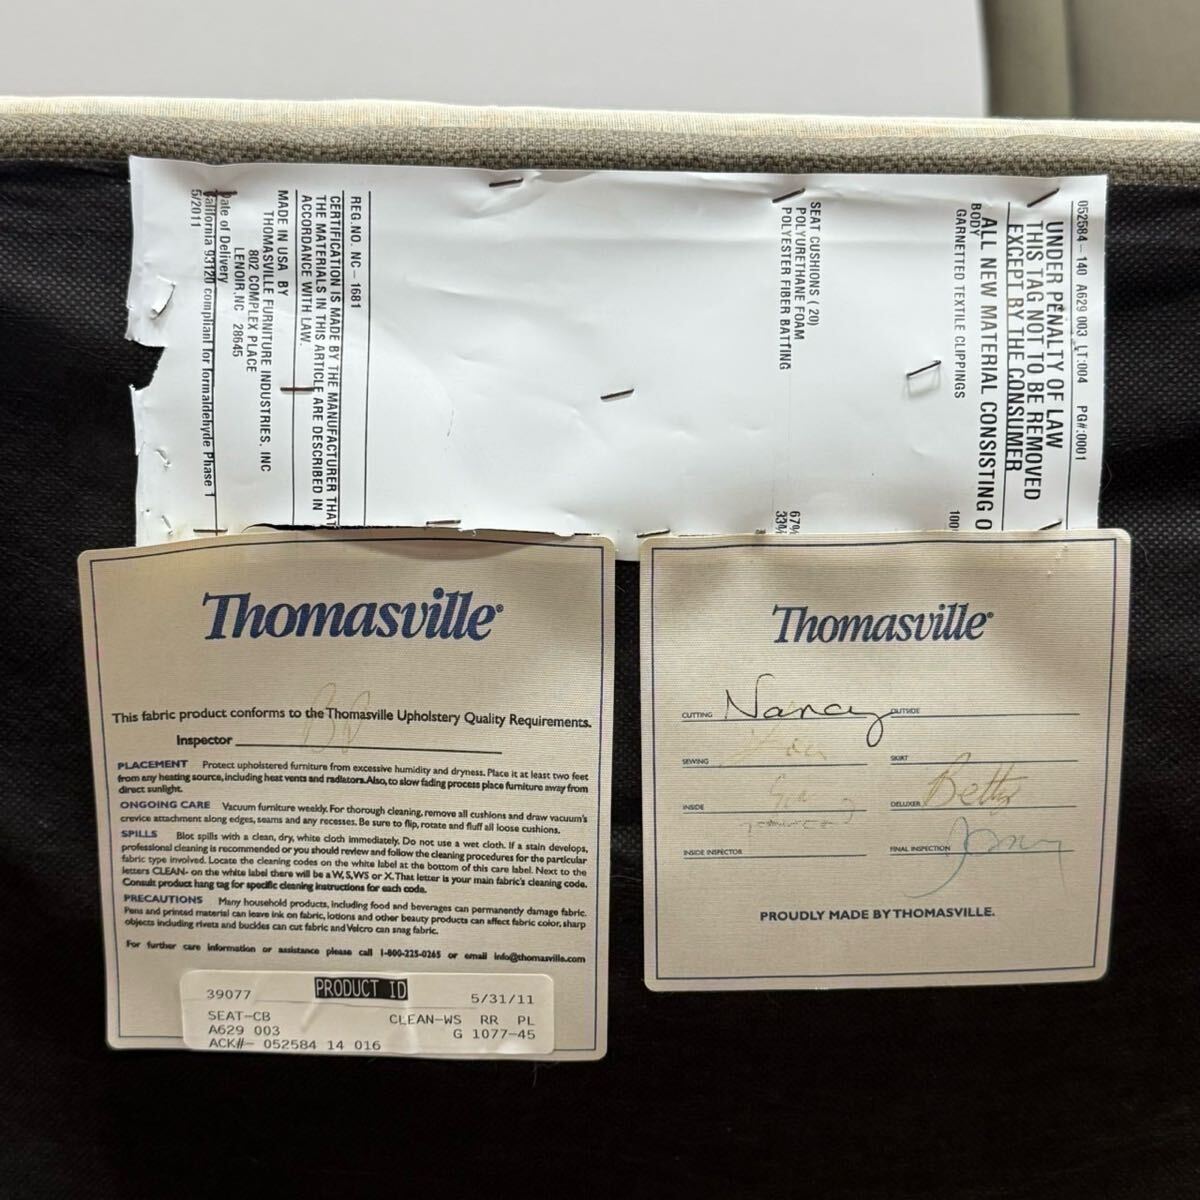 052584-140 A629 003 LT:004 PG#:0001
UNDER PENALTY OF LAW
THIS TAG NOT TO BE REMOVED
EXCEPT BY THE CONSUMER
ALL NEW MATERIAL CONSISTING O
BODY
GARNETTED TEXTILE CLIPPINGS 100
SEAT CUSHIONS ( 20)
POLYURETHANE FOAM 67%
POLYESTER FIBER BATTING 33%
REG. NO. NC-1681
CERTIFICATION IS MADE BY THE MANUFACTURER THAT
THE MATERIALS IN THIS ARTICLE ARE DESCRIBED IN
ACCORDANCE WITH LAW.
MADE IN USA BY
THOMASVILLE FURNITURE INDUSTRIES, INC
802 COMPLEX PLACE
LENOIR, NC 28645
Date of Delivery
California 93120 compliant for formaldehyde Phase 1
5/2011
Thomasville®
This fabric product conforms to the Thomasville Upholstery Quality Requirements.
Inspector
PLACEMENT Protect upholstered furniture from excessive humidity and dryness. Place it at least two feet
from any heating source, including heat vents and radiators. Also, to slow fading process place furniture away from
direct sunlight.
ONGOING CARE Vacuum furniture weekly. For thorough cleaning, remove all cushions and draw vacuum's
crevice attachment along edges, seams and any recesses. Be sure to flip, rotate and fluff all loose cushions.
SPILLS Blot spills with a clean, dry, white cloth immediately. Do not use a wet cloth. If a stain develops,
professional cleaning is recommended or you should review and follow the cleaning procedures for the particular
fabric type involved. Locate the cleaning codes on the white label at the bottom of this care label. Next to the
letters CLEAN- on the white label there will be a W, S, WS or X. That letter is your main fabric's cleaning code.
Consult product hang tag for specific cleaning instructions for each code.
PRECAUTIONS Many household products, including food and beverages can permanently damage fabric.
Pens and printed material can leave ink on fabric, lotions and other beauty products can affect fabric color, sharp
objects including rivets and buckles can cut fabric and Velcro can snag fabric.
For further care information or assistance please call 1-800-225-0265 or email info@thomasville.com
39077 PRODUCT ID 5/31/11
SEAT-CB CLEAN-WS RR PL
A629 003 G 1077-45
ACK#- 052584 14 016
Thomasville®
CUTTING Nancy OUTSIDE
SEWING SKIRT
INSIDE DELUXER Betty
INSIDE INSPECTOR FINAL INSPECTION
PROUDLY MADE BY THOMASVILLE.